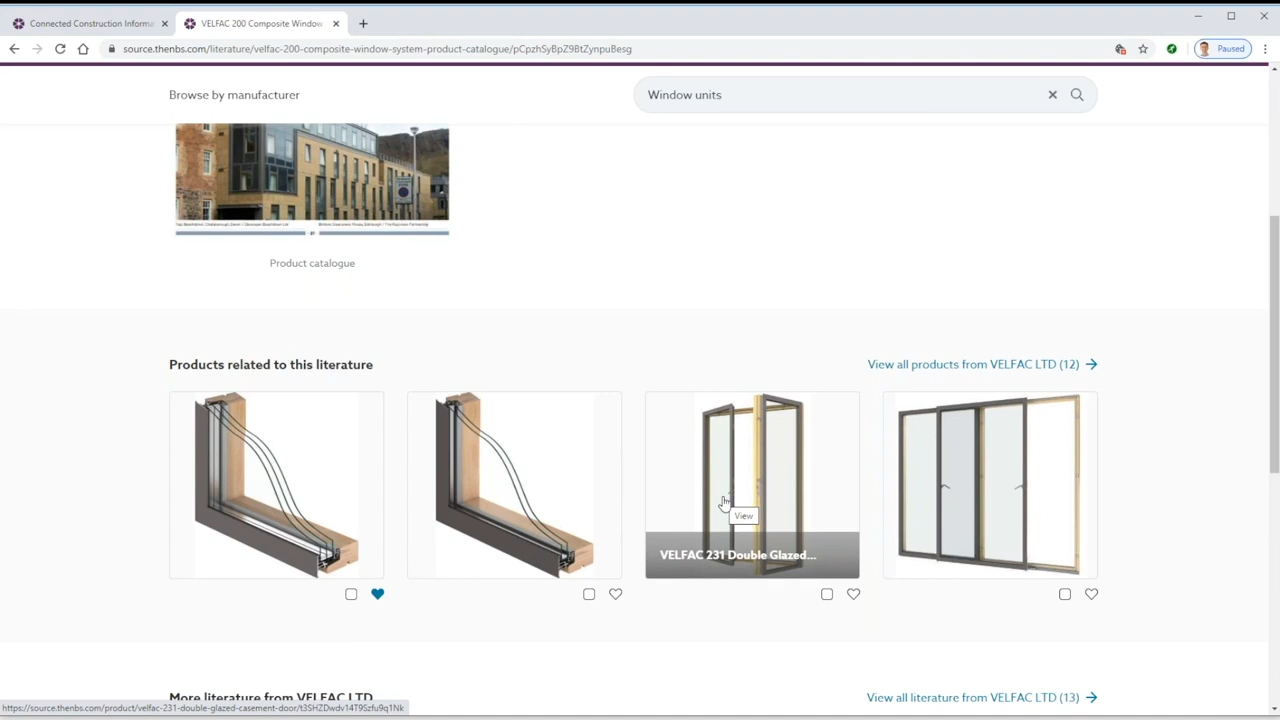 Connected Construction Informa
VELFAC 200 Composite Window
source.thenbs.com/literature/velfac-200-composite-window-system-product-catalogue/pCpzhSyBpZ9BtZynpuBesg
Paused
Browse by manufacturer
Window units
Product catalogue
Products related to this literature
View all products from VELFAC LTD (12)
View
VELFAC 231 Double Glazed...
More literature from VELFAC LTD
View all literature from VELFAC LTD (13)
https://source.thenbs.com/product/velfac-231-double-glazed-casement-door/t3SHZDwdv14T9Szfu9q1Nk